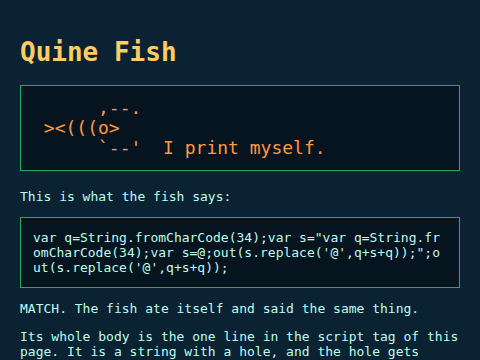 Quine Fish
,--.
><(((o>
`--'  I print myself.
This is what the fish says:
var q=String.fromCharCode(34);var s="var q=String.fr
omCharCode(34);var s=@;out(s.replace('@',q+s+q));";o
ut(s.replace('@',q+s+q));
MATCH. The fish ate itself and said the same thing.
Its whole body is the one line in the script tag of this
page. It is a string with a hole, and the hole gets